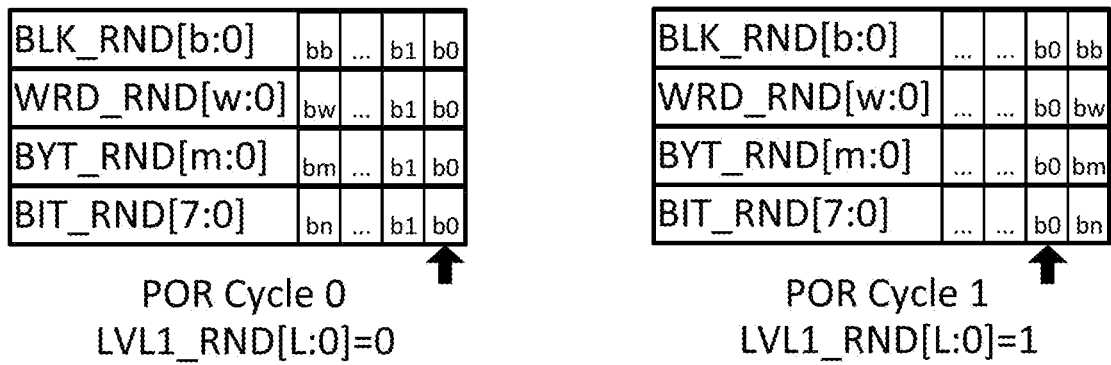 BLK_RND[b:0] bb ... b1 b0
WRD_RND[w:0] bw ... b1 b0
BYT_RND[m:0] bm ... b1 b0
BIT_RND[7:0] bn ... b1 b0
POR Cycle 0
LVL1_RND[L:0]=0
BLK_RND[b:0] ... ... b0 bb
WRD_RND[w:0] ... ... b0 bw
BYT_RND[m:0] ... ... b0 bm
BIT_RND[7:0] ... ... b0 bn
POR Cycle 1
LVL1_RND[L:0]=1